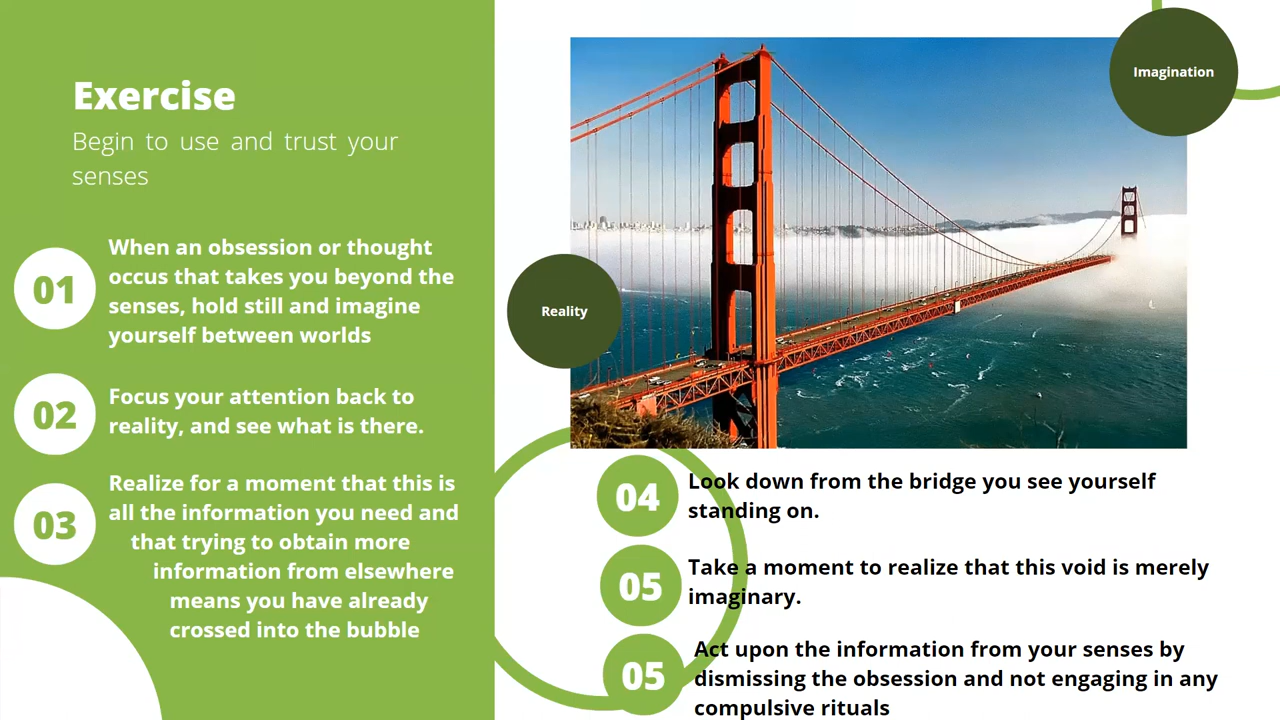 Exercise
Begin to use and trust your
senses
01
When an obsession or thought
occus that takes you beyond the
senses, hold still and imagine
yourself between worlds
02
Focus your attention back to
reality, and see what is there.
03
Realize for a moment that this is
all the information you need and
that trying to obtain more
information from elsewhere
means you have already
crossed into the bubble
Imagination
Reality
04
Look down from the bridge you see yourself
standing on.
05
Take a moment to realize that this void is merely
imaginary.
05
Act upon the information from your senses by
dismissing the obsession and not engaging in any
compulsive rituals